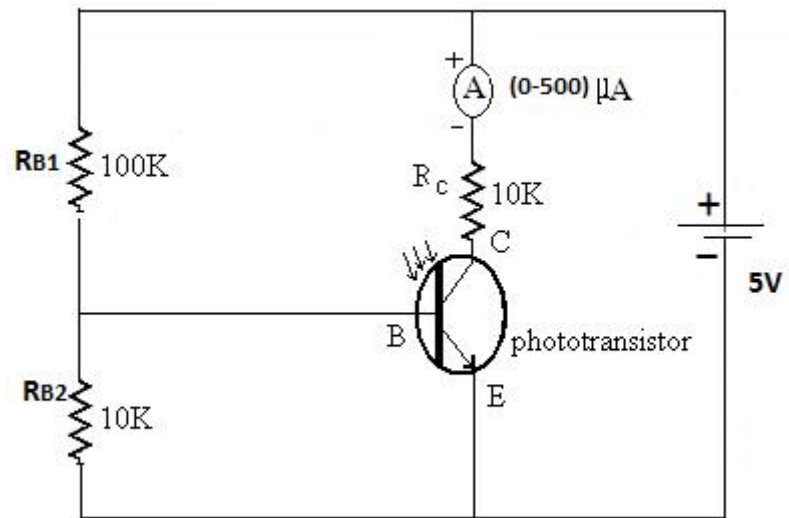 +
A (0-500) µA
-
RB1 100K
Rc 10K
C
+
-
5V
B
phototransistor
E
RB2 10K